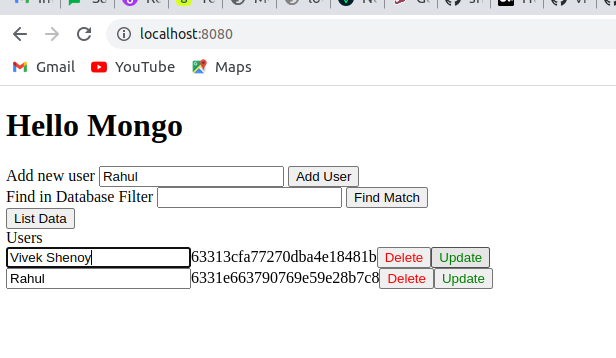 localhost:8080
Gmail YouTube Maps
Hello Mongo
Add new user Rahul Add User
Find in Database Filter Find Match
List Data
Users
Vivek Shenoy 63313cfa77270dba4e18481b Delete Update
Rahul 6331e663790769e59e28b7c8 Delete Update